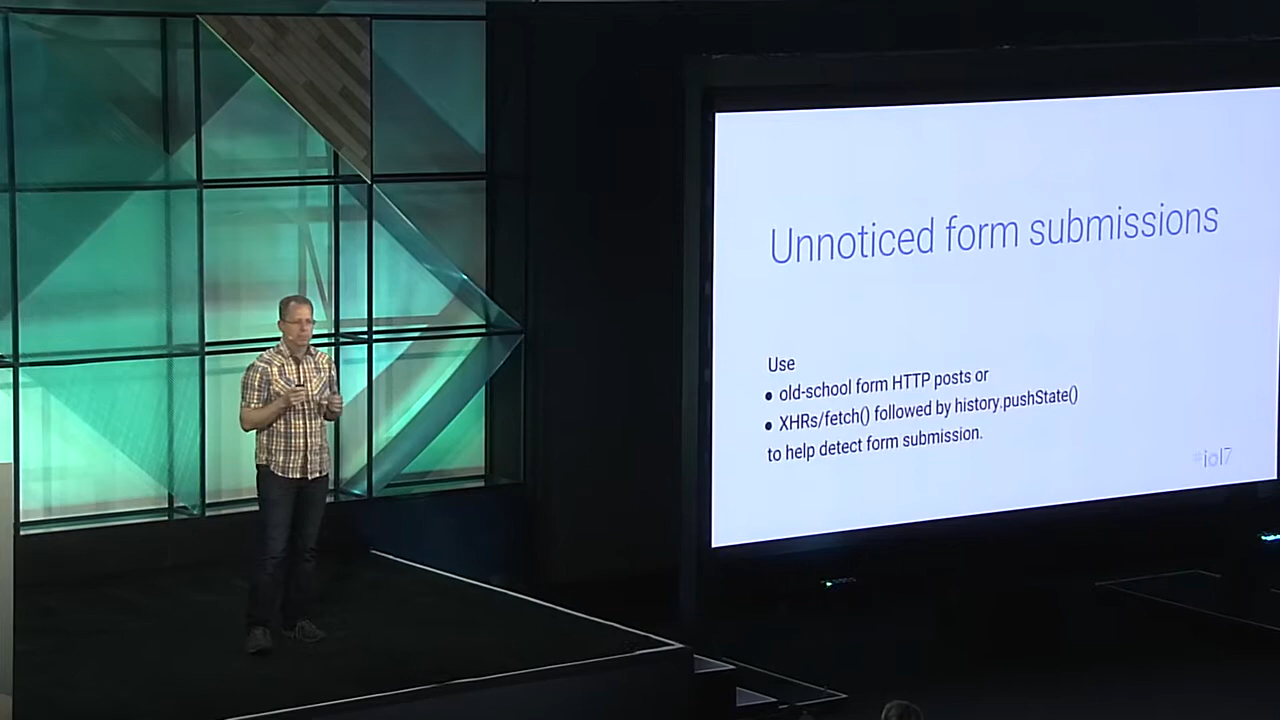 Unnoticed form submissions
Use
• old-school form HTTP posts or
• XHRs/fetch() followed by history.pushState()
to help detect form submission.
#io17